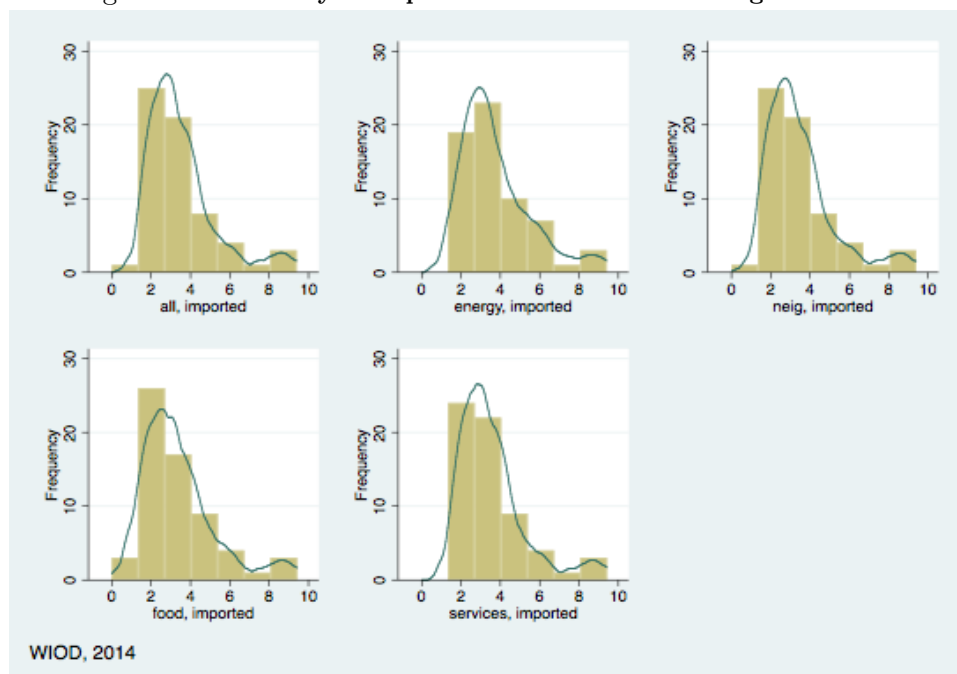 Frequency
0 10 20 30
0 2 4 6 8 10
all, imported
Frequency
0 10 20 30
0 2 4 6 8 10
energy, imported
Frequency
0 10 20 30
0 2 4 6 8 10
neig, imported
Frequency
0 10 20 30
0 2 4 6 8 10
food, imported
Frequency
0 10 20 30
0 2 4 6 8 10
services, imported
WIOD, 2014